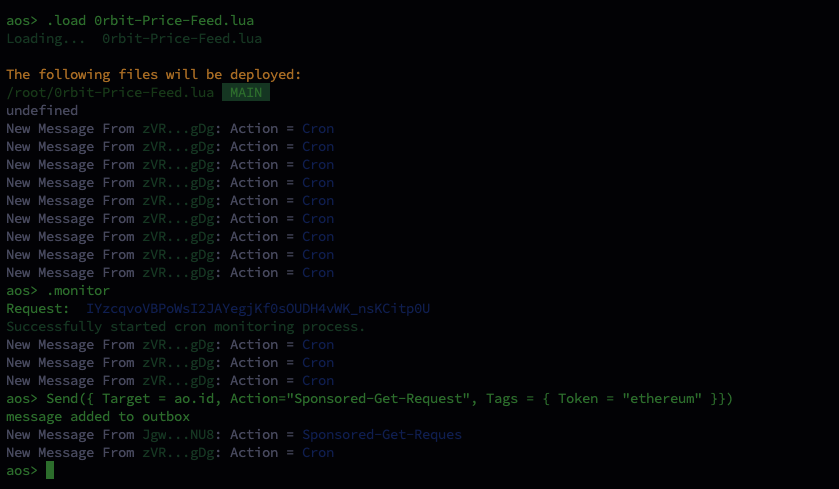 aos> .load 0rbit-Price-Feed.lua
Loading...  0rbit-Price-Feed.lua
The following files will be deployed:
/root/0rbit-Price-Feed.lua  MAIN
undefined
New Message From zVR...gDg: Action = Cron
New Message From zVR...gDg: Action = Cron
New Message From zVR...gDg: Action = Cron
New Message From zVR...gDg: Action = Cron
New Message From zVR...gDg: Action = Cron
New Message From zVR...gDg: Action = Cron
New Message From zVR...gDg: Action = Cron
New Message From zVR...gDg: Action = Cron
New Message From zVR...gDg: Action = Cron
aos> .monitor
Request:  IYzcqvoVBPoWsI2JAYegjKf0sOUDH4vWK_nsKCitp0U
Successfully started cron monitoring process.
New Message From zVR...gDg: Action = Cron
New Message From zVR...gDg: Action = Cron
New Message From zVR...gDg: Action = Cron
aos> Send({ Target = ao.id, Action="Sponsored-Get-Request", Tags = { Token = "ethereum" }})
message added to outbox
New Message From Jgw...NU8: Action = Sponsored-Get-Reques
New Message From zVR...gDg: Action = Cron
aos>